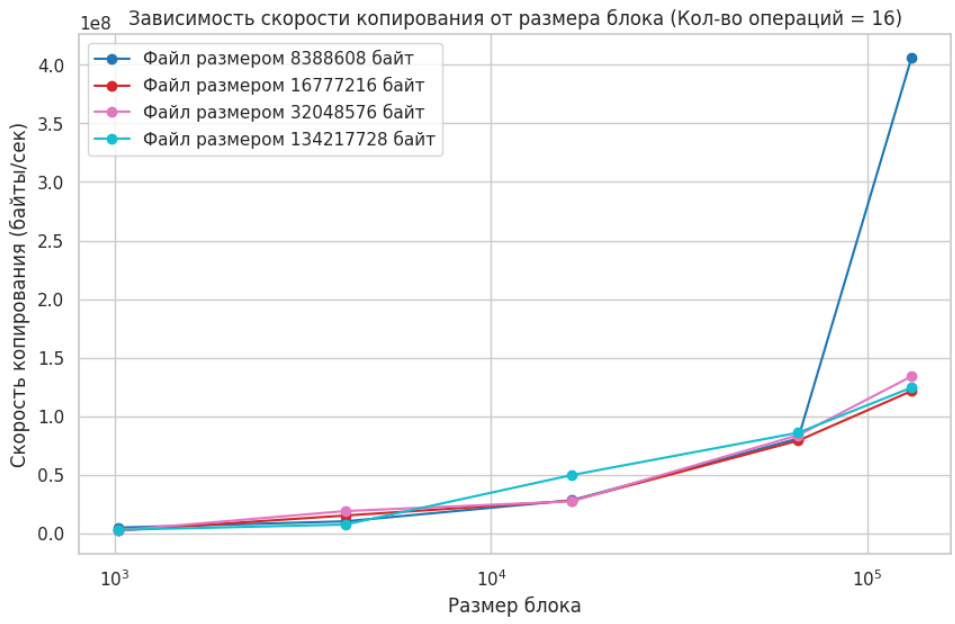 Зависимость скорости копирования от размера блока (Кол-во операций = 16)
1e8
Файл размером 8388608 байт
Файл размером 16777216 байт
Файл размером 32048576 байт
Файл размером 134217728 байт
Скорость копирования (байты/сек)
4.0
3.5
3.0
2.5
2.0
1.5
1.0
0.5
0.0
10³
10⁴
10⁵
Размер блока